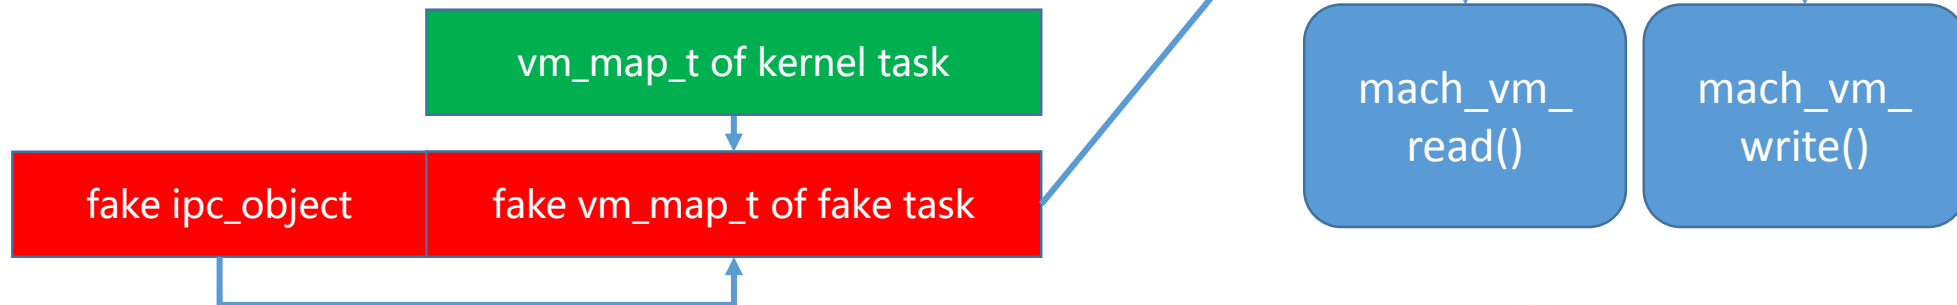 vm_map_t of kernel task
fake ipc_object
fake vm_map_t of fake task
mach_vm_
read()
mach_vm_
write()